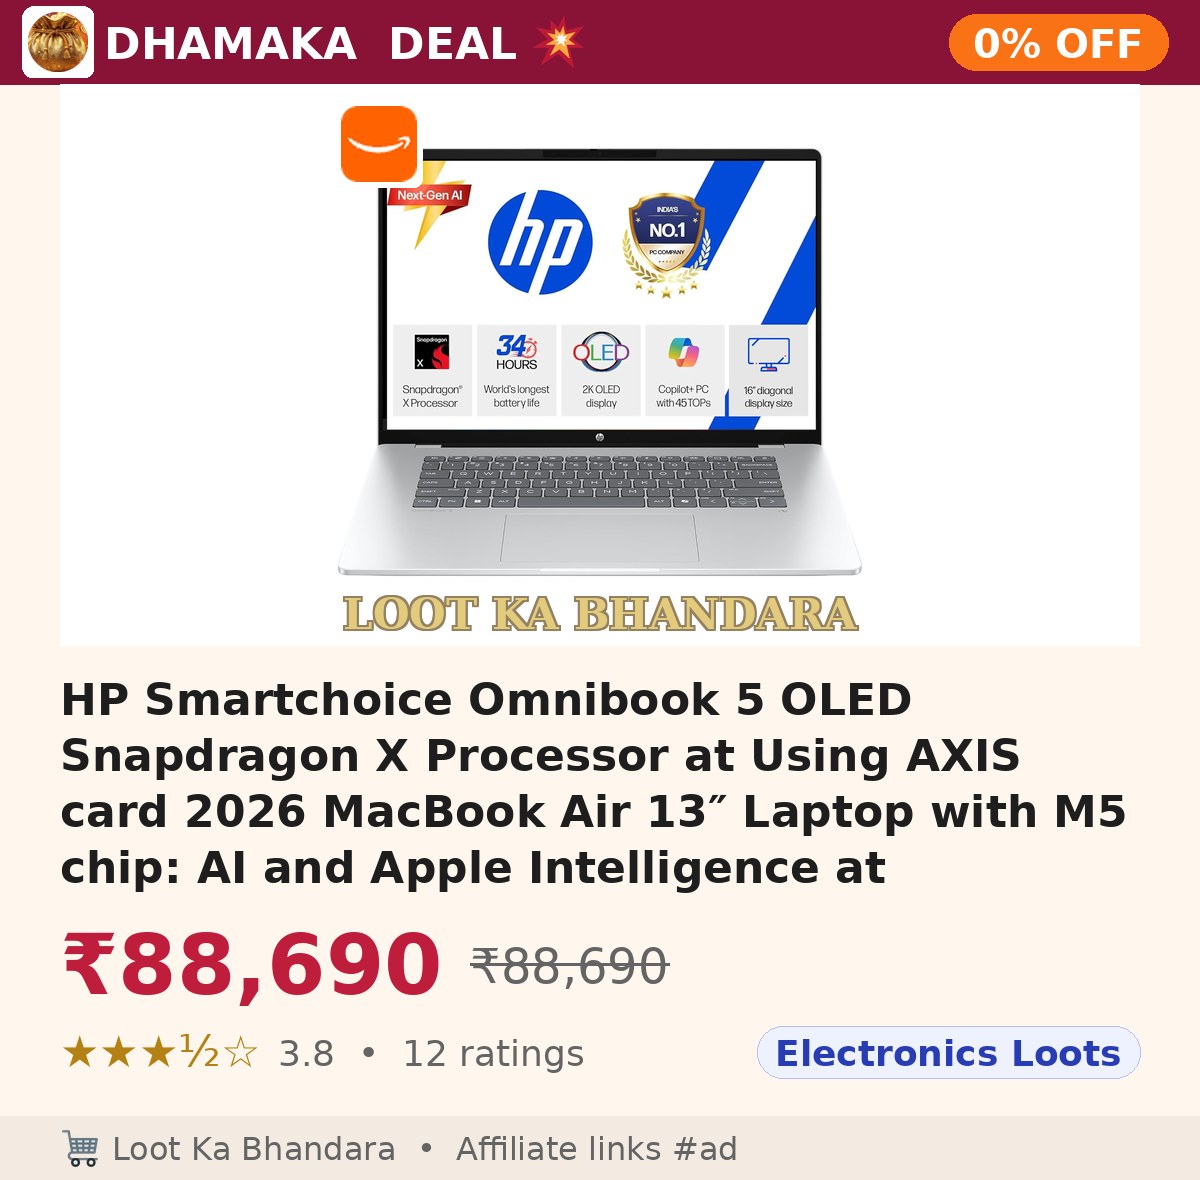 DHAMAKA DEAL 💥
0% OFF
Next-Gen AI
hp
INDIA'S
NO.1
PC COMPANY
Snapdragon
X
Snapdragon®
X Processor
34
HOURS
World's longest
battery life
OLED
2K OLED
display
Copilot+ PC
with 45 TOPs
16" diagonal
display size
LOOT KA BHANDARA
HP Smartchoice Omnibook 5 OLED
Snapdragon X Processor at Using AXIS
card 2026 MacBook Air 13″ Laptop with M5
chip: AI and Apple Intelligence at
₹88,690 ₹88,690
★★★½☆ 3.8 • 12 ratings
Electronics Loots
🛒 Loot Ka Bhandara • Affiliate links #ad